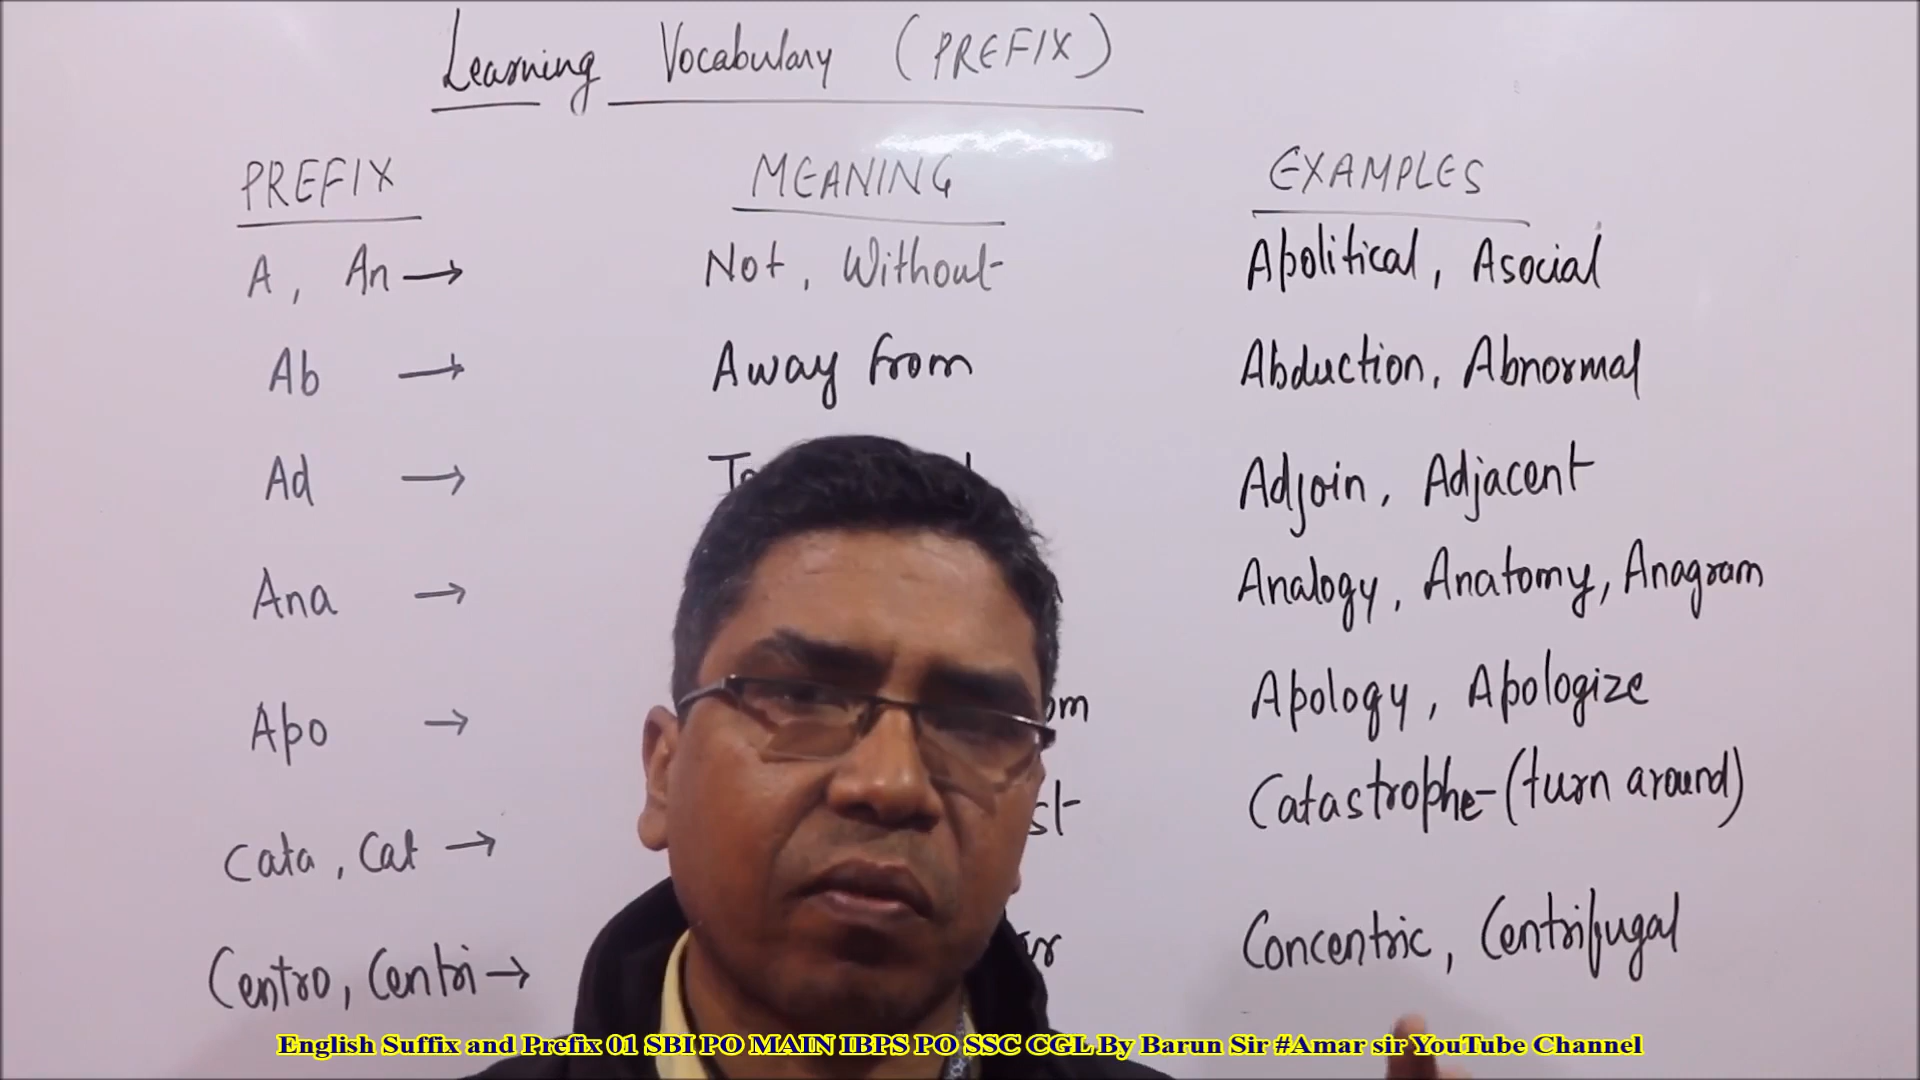 Learning Vocabulary (PREFIX)
PREFIX MEANING EXAMPLES
A, An → Not, Without Apolitical, Asocial
Ab → Away from Abduction, Abnormal
Ad → Adjoin, Adjacent
Ana → Analogy, Anatomy, Anagram
Apo → Apology, Apologize
Cata, Cat → Catastrophe - (turn around)
Centro, Centri → Concentric, Centrifugal
English Suffix and Prefix 01 SBI PO MAIN IBPS PO SSC CGL By Barun Sir #Amar sir YouTube Channel